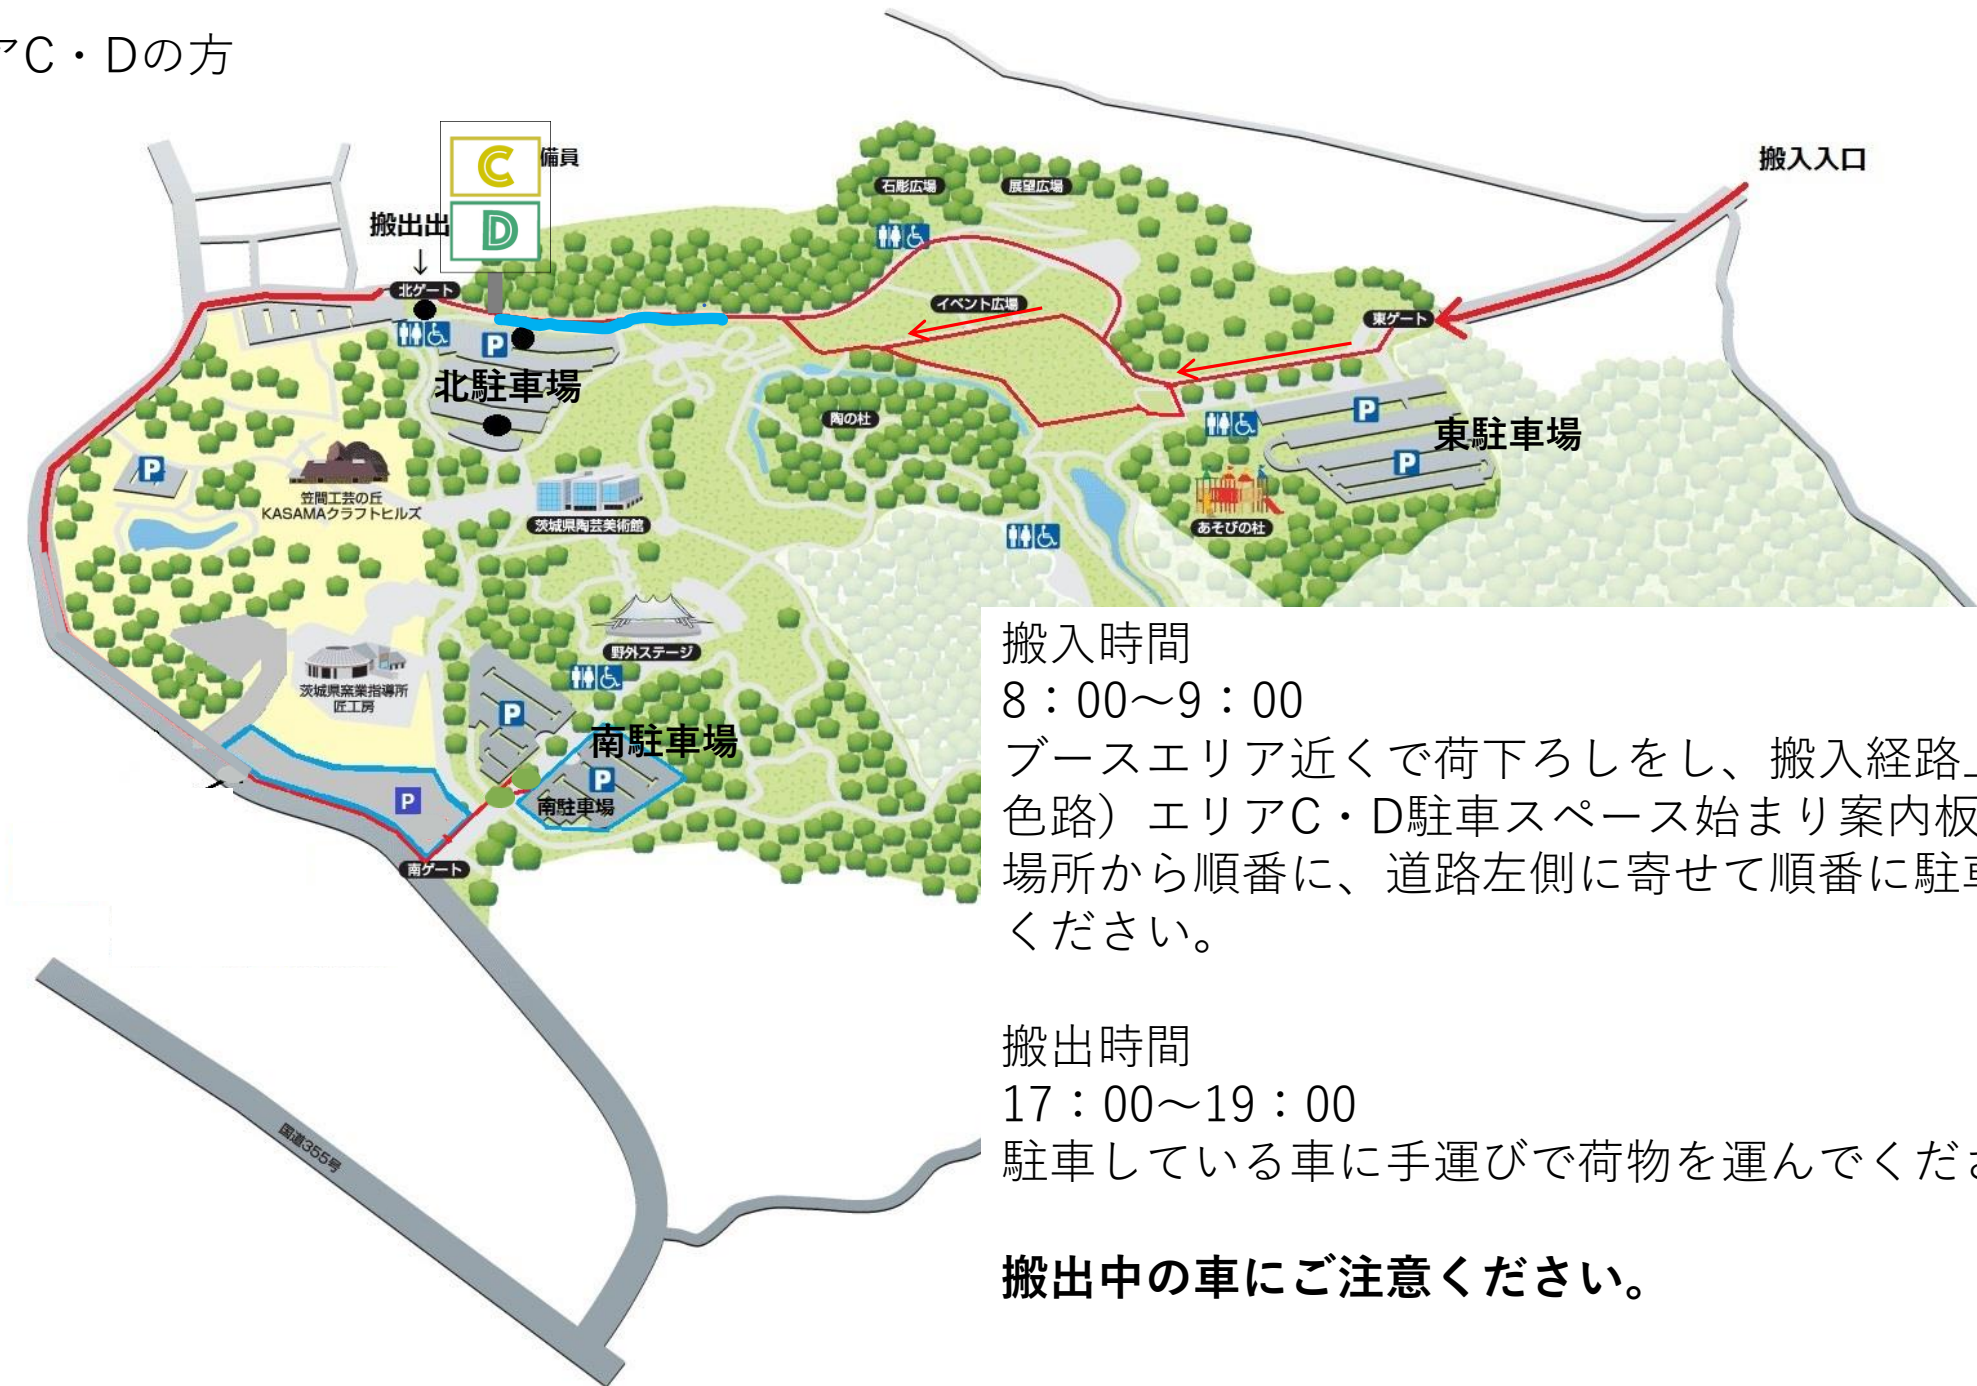 アC・Dの方
C
備員
D
搬出出
↓
北ゲート
P
北駐車場
石彫広場
展望広場
イベント広場
搬入入口
東ゲート
陶の杜
P
P
東駐車場
あそびの杜
P
笠間工芸の丘
KASAMAクラフトヒルズ
茨城県陶芸美術館
野外ステージ
茨城県窯業指導所
匠工房
P
南駐車場
P
南駐車場
P
南ゲート
国道355号
搬入時間
8：00～9：00
ブースエリア近くで荷下ろしをし、搬入経路上
色路）エリアC・D駐車スペース始まり案内板
場所から順番に、道路左側に寄せて順番に駐車
ください。
搬出時間
17：00～19：00
駐車している車に手運びで荷物を運んでくださ
搬出中の車にご注意ください。